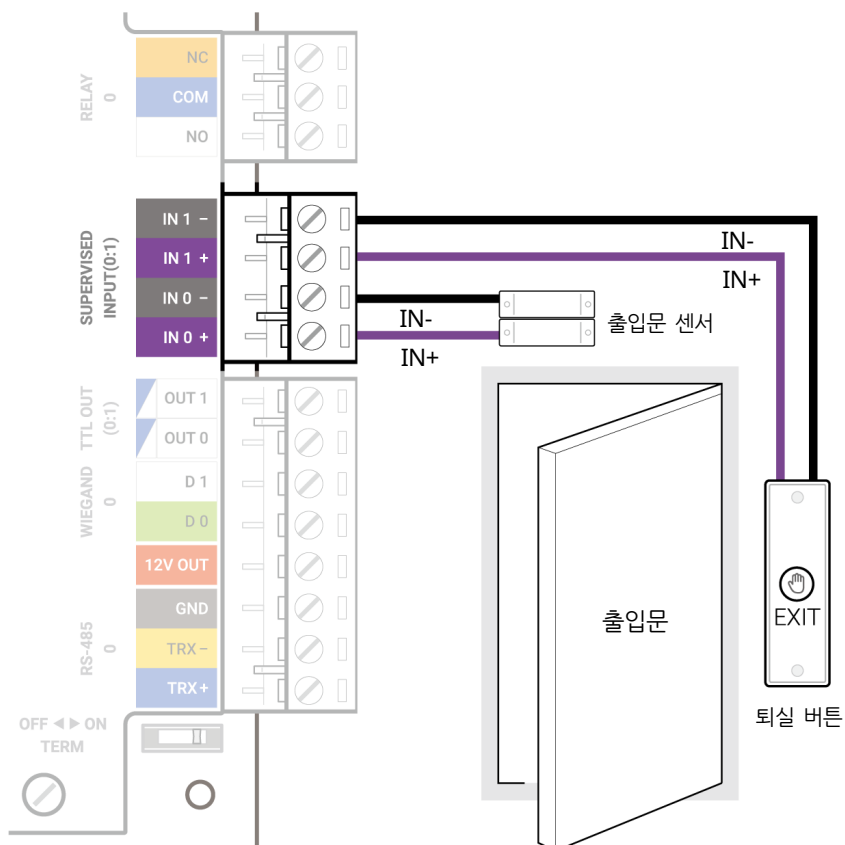 RELAY
0
NC
COM
NO
SUPERVISED
INPUT(0:1)
IN 1 −
IN 1 +
IN 0 −
IN 0 +
IN-
IN+
IN-
IN+
출입문 센서
TTL OUT
(0:1)
OUT 1
OUT 0
WIEGAND
0
D 1
D 0
12V OUT
GND
RS-485
0
TRX −
TRX +
OFF ◀ ▶ ON
TERM
출입문
EXIT
퇴실 버튼